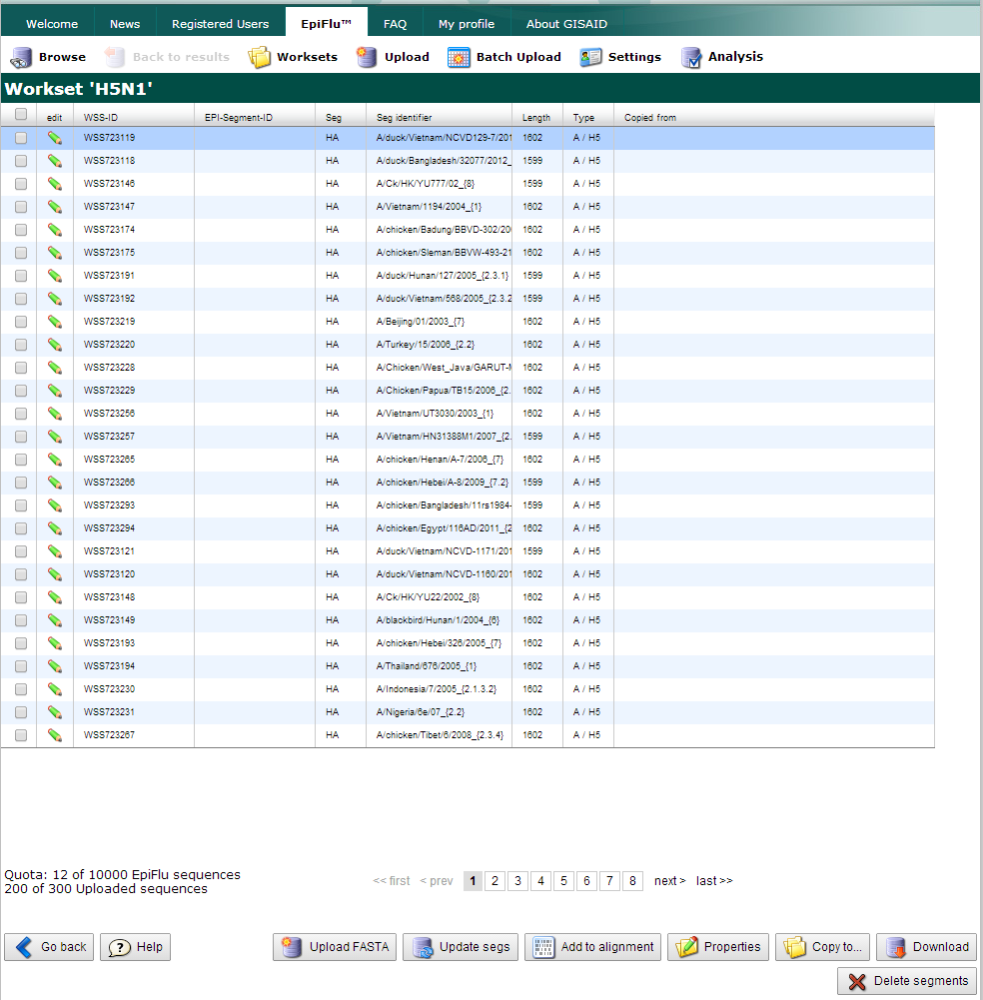 Welcome News Registered Users EpiFlu™ FAQ My profile About GISAID
Browse Back to results Worksets Upload Batch Upload Settings Analysis
Workset 'H5N1'
edit WSS-ID EPI-Segment-ID Seg Seg identifier Length Type Copied from
WSS723119 HA A/duck/Vietnam/NCVD129-7/201 1602 A / H5
WSS723118 HA A/duck/Bangladesh/32077/2012_ 1599 A / H5
WSS723146 HA A/Ck/HK/YU777/02_{8} 1599 A / H5
WSS723147 HA A/Vietnam/1194/2004_{1} 1602 A / H5
WSS723174 HA A/chicken/Badung/BBVD-302/20 1602 A / H5
WSS723175 HA A/chicken/Sleman/BBVW-493-21 1602 A / H5
WSS723191 HA A/duck/Hunan/127/2005_{2.3.1} 1599 A / H5
WSS723192 HA A/duck/Vietnam/568/2005_{2.3.2 1599 A / H5
WSS723219 HA A/Beijing/01/2003_{7} 1602 A / H5
WSS723220 HA A/Turkey/15/2006_{2.2} 1602 A / H5
WSS723228 HA A/Chicken/West_Java/GARUT-M 1602 A / H5
WSS723229 HA A/Chicken/Papua/TB15/2006_{2. 1602 A / H5
WSS723256 HA A/Vietnam/UT3030/2003_{1} 1602 A / H5
WSS723257 HA A/Vietnam/HN31388M1/2007_{2. 1599 A / H5
WSS723265 HA A/chicken/Henan/A-7/2006_{7} 1602 A / H5
WSS723266 HA A/chicken/Hebei/A-8/2009_{7.2} 1599 A / H5
WSS723293 HA A/chicken/Bangladesh/11rs1984- 1599 A / H5
WSS723294 HA A/chicken/Egypt/116AD/2011_{2 1602 A / H5
WSS723121 HA A/duck/Vietnam/NCVD-1171/201 1599 A / H5
WSS723120 HA A/duck/Vietnam/NCVD-1160/201 1602 A / H5
WSS723148 HA A/Ck/HK/YU22/2002_{8} 1602 A / H5
WSS723149 HA A/blackbird/Hunan/1/2004_{6} 1602 A / H5
WSS723193 HA A/chicken/Hebei/326/2005_{7} 1602 A / H5
WSS723194 HA A/Thailand/676/2005_{1} 1602 A / H5
WSS723230 HA A/Indonesia/7/2005_{2.1.3.2} 1602 A / H5
WSS723231 HA A/Nigeria/6e/07_{2.2} 1602 A / H5
WSS723267 HA A/chicken/Tibet/6/2008_{2.3.4} 1602 A / H5
Quota: 12 of 10000 EpiFlu sequences
200 of 300 Uploaded sequences
<< first < prev 1 2 3 4 5 6 7 8 next > last >>
Go back Help Upload FASTA Update segs Add to alignment Properties Copy to... Download
Delete segments